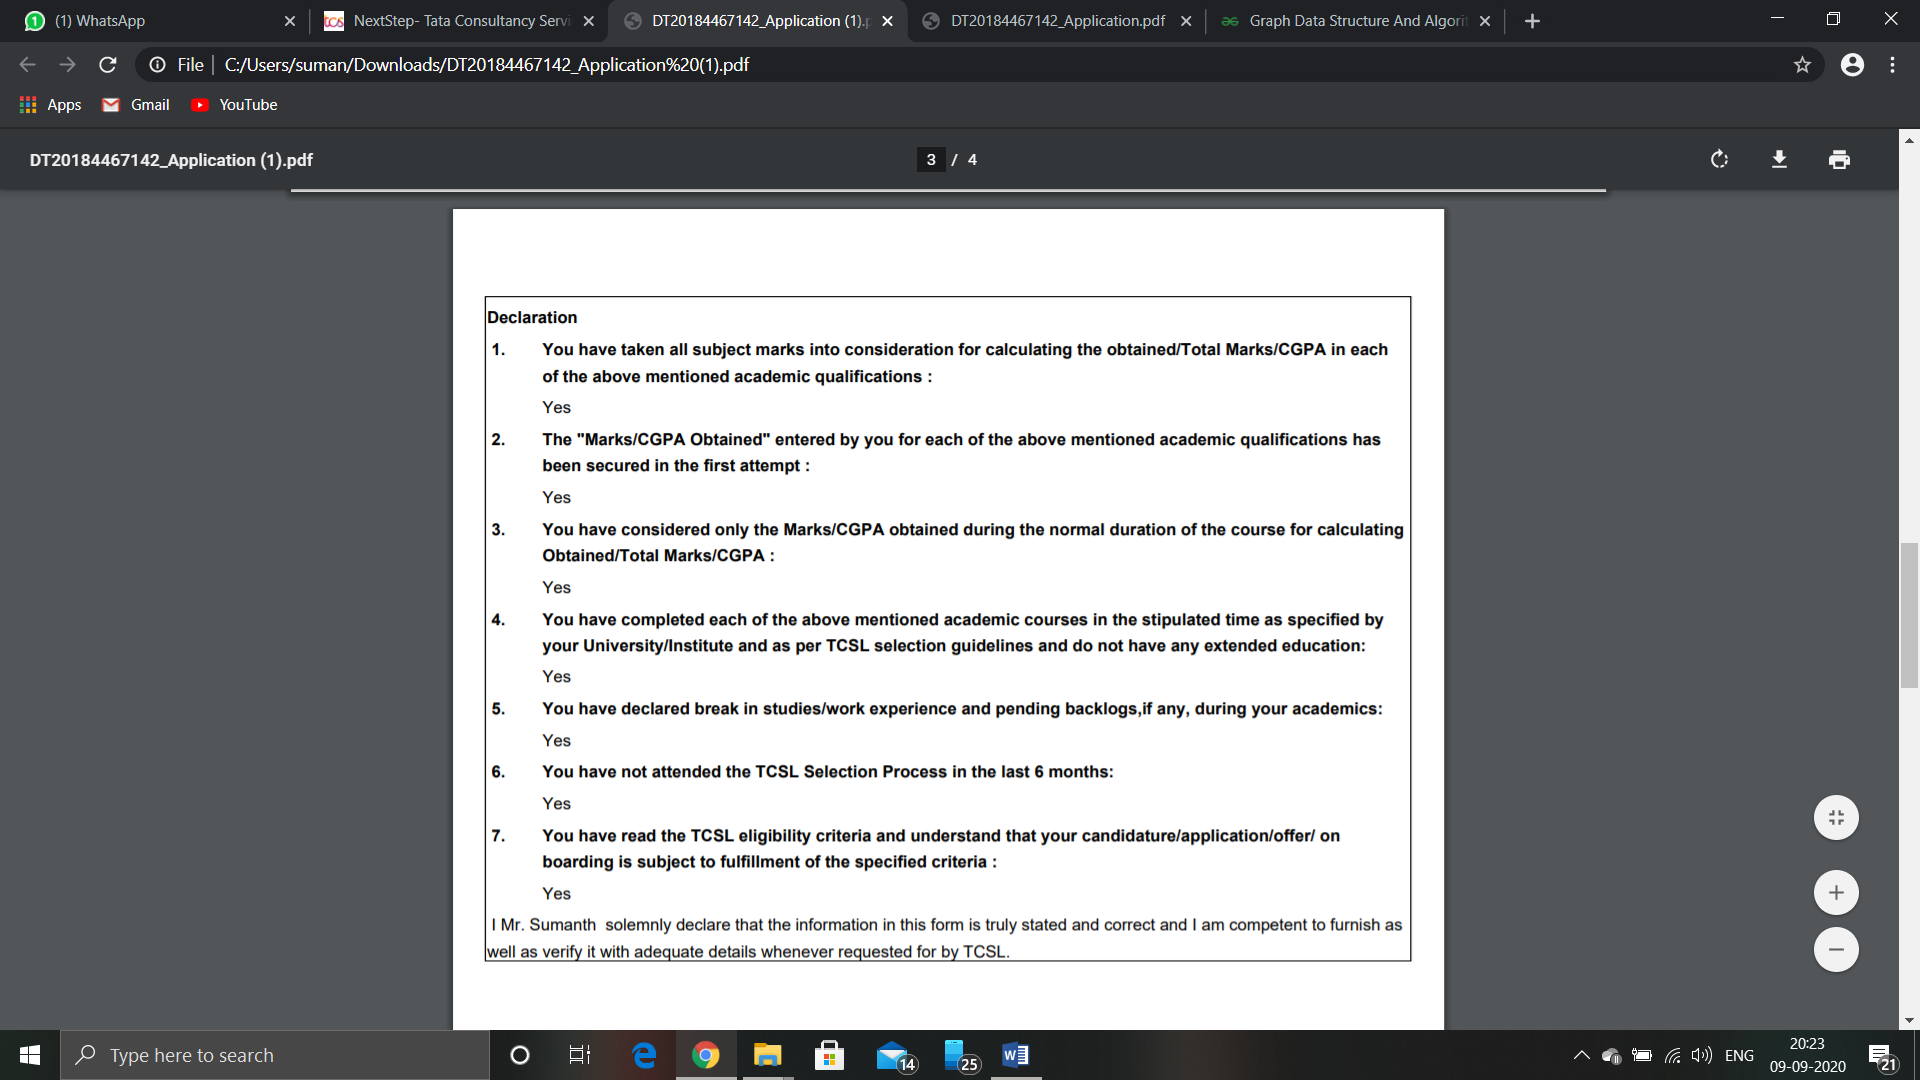 (1) WhatsApp
NextStep- Tata Consultancy Servi
DT20184467142_Application (1).p
DT20184467142_Application.pdf
Graph Data Structure And Algorit
File
C:/Users/suman/Downloads/DT20184467142_Application%20(1).pdf
Apps
Gmail
YouTube
DT20184467142_Application (1).pdf
3 / 4
Declaration
1. You have taken all subject marks into consideration for calculating the obtained/Total Marks/CGPA in each
of the above mentioned academic qualifications :
Yes
2. The "Marks/CGPA Obtained" entered by you for each of the above mentioned academic qualifications has
been secured in the first attempt :
Yes
3. You have considered only the Marks/CGPA obtained during the normal duration of the course for calculating
Obtained/Total Marks/CGPA :
Yes
4. You have completed each of the above mentioned academic courses in the stipulated time as specified by
your University/Institute and as per TCSL selection guidelines and do not have any extended education:
Yes
5. You have declared break in studies/work experience and pending backlogs,if any, during your academics:
Yes
6. You have not attended the TCSL Selection Process in the last 6 months:
Yes
7. You have read the TCSL eligibility criteria and understand that your candidature/application/offer/ on
boarding is subject to fulfillment of the specified criteria :
Yes
I Mr. Sumanth solemnly declare that the information in this form is truly stated and correct and I am competent to furnish as
well as verify it with adequate details whenever requested for by TCSL.
Type here to search
14
25
ENG
20:23
09-09-2020
21